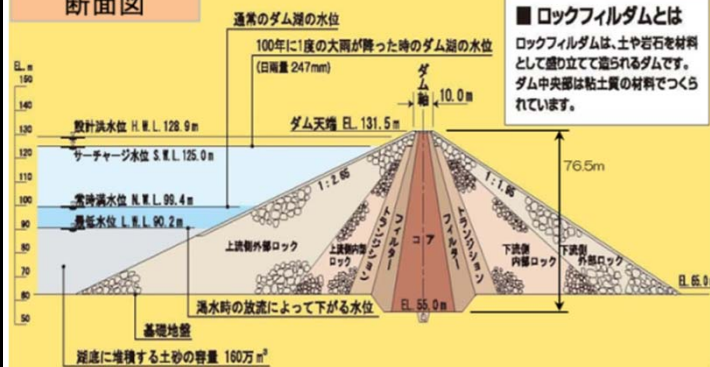 断面図
■ ロックフィルダムとは
ロックフィルダムは、土や岩石を材料
として盛り立てて造られるダムです。
ダム中央部は粘土質の材料でつくら
れています。
通常のダム湖の水位
100年に1度の大雨が降った時のダム湖の水位
(日雨量 247mm)
ダム軸
10.0m
EL. m
150
140
130
120
110
100
90
80
70
60
50
設計洪水位 H.W.L. 128.9m
ダム天端 EL. 131.5m
サーチャージ水位 S.W.L. 125.0m
常時満水位 N.W.L. 99.4m
最低水位 L.W.L. 90.2m
1:2.65
1:1.95
76.5m
上流側外部ロック
上流側内部
ロック
トランジション
フィルター
コア
フィルター
トランジション
下流側
内部ロック
下流側
外部ロック
EL. 65.0m
EL. 55.0m
渇水時の放流によって下がる水位
基礎地盤
湖底に堆積する土砂の容量 160万m³